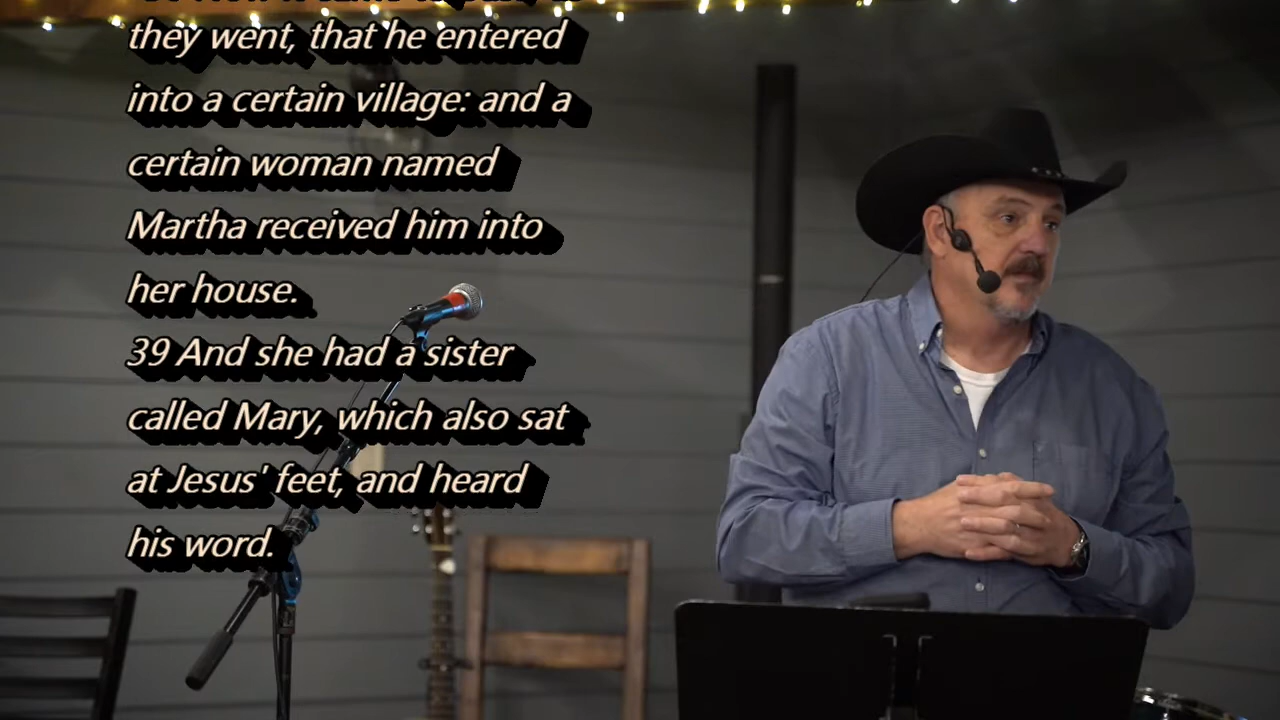 they went, that he entered
into a certain village: and a
certain woman named
Martha received him into
her house.
39 And she had a sister
called Mary, which also sat
at Jesus' feet, and heard
his word.